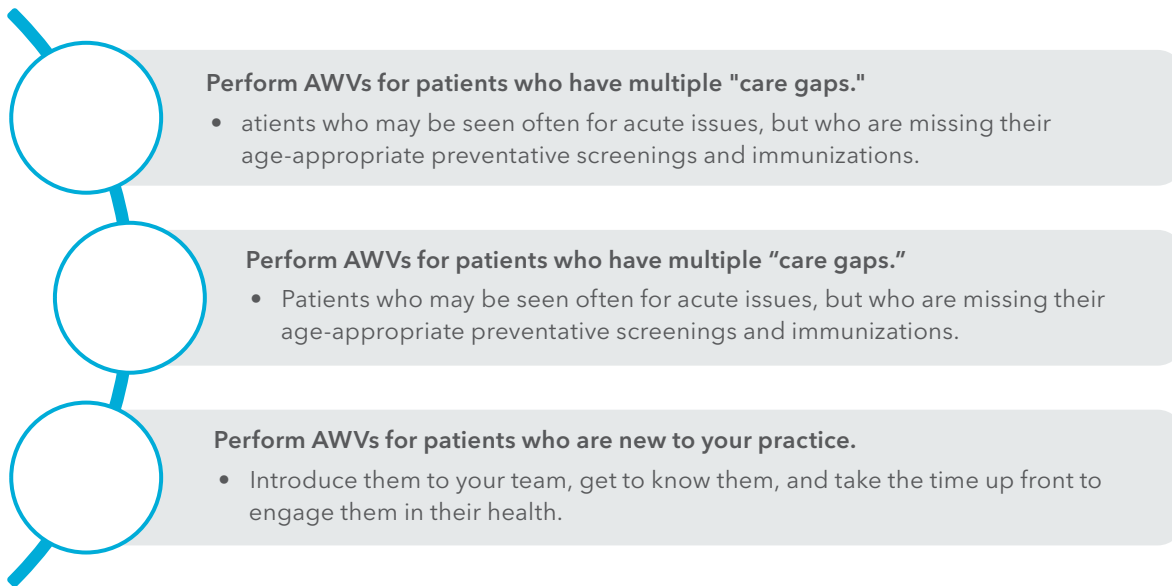 Perform AWVs for patients who have multiple "care gaps."
• atients who may be seen often for acute issues, but who are missing their
age-appropriate preventative screenings and immunizations.
Perform AWVs for patients who have multiple “care gaps.”
• Patients who may be seen often for acute issues, but who are missing their
age-appropriate preventative screenings and immunizations.
Perform AWVs for patients who are new to your practice.
• Introduce them to your team, get to know them, and take the time up front to
engage them in their health.